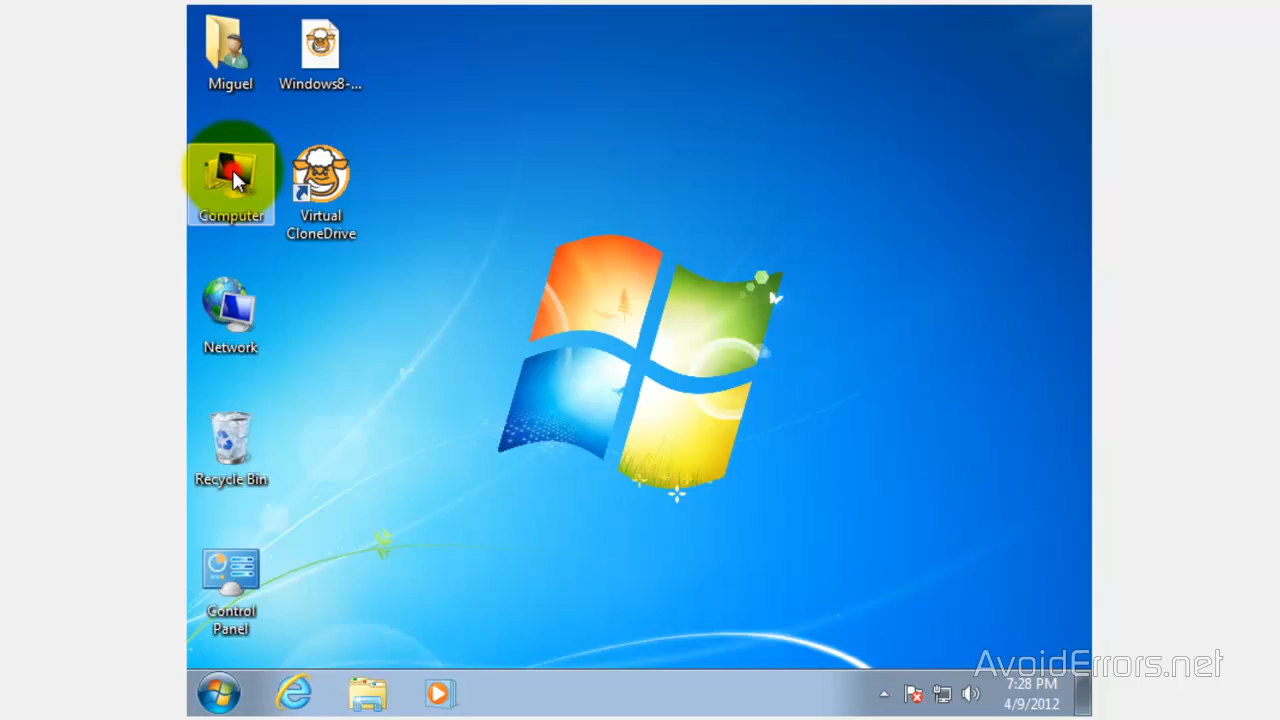 Miguel
Windows8-...
Computer
Virtual
CloneDrive
Network
Recycle Bin
Control
Panel
AvoidErrors.net
7:28 PM
4/9/2012